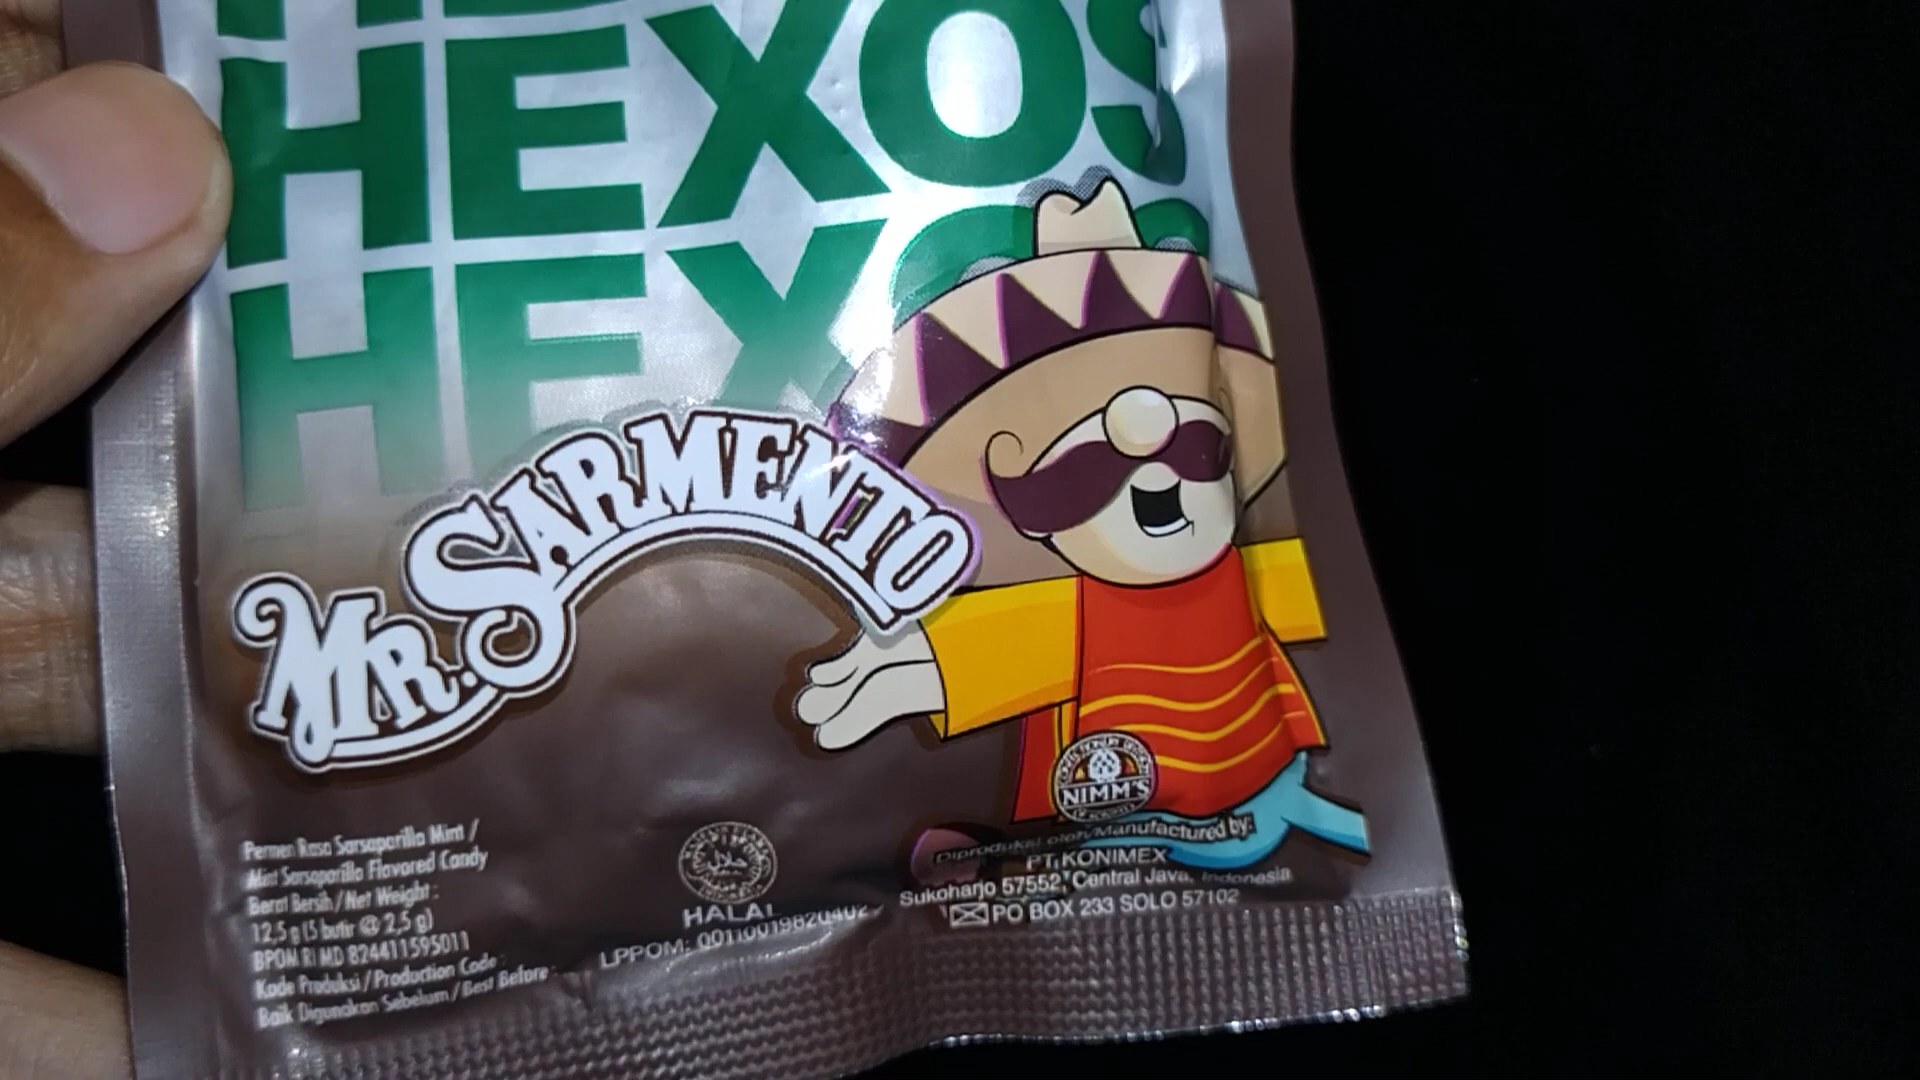 HEXOS
HEXOS
MR. SARMENTO
NIMM'S
Permen Rasa Sarsaparilla Mint /
Mint Sarsaparilla Flavored Candy
Berat Bersih / Net Weight :
12,5 g (5 butir @ 2,5 g)
BPOM RI MD 824411595011
Kode Produksi / Production Code :
Baik Digunakan Sebelum / Best Before :
HALAL
LPPOM:
Diproduksi oleh/Manufactured by:
PT. KONIMEX
Sukoharjo 57552, Central Java, Indonesia
PO BOX 233 SOLO 57102